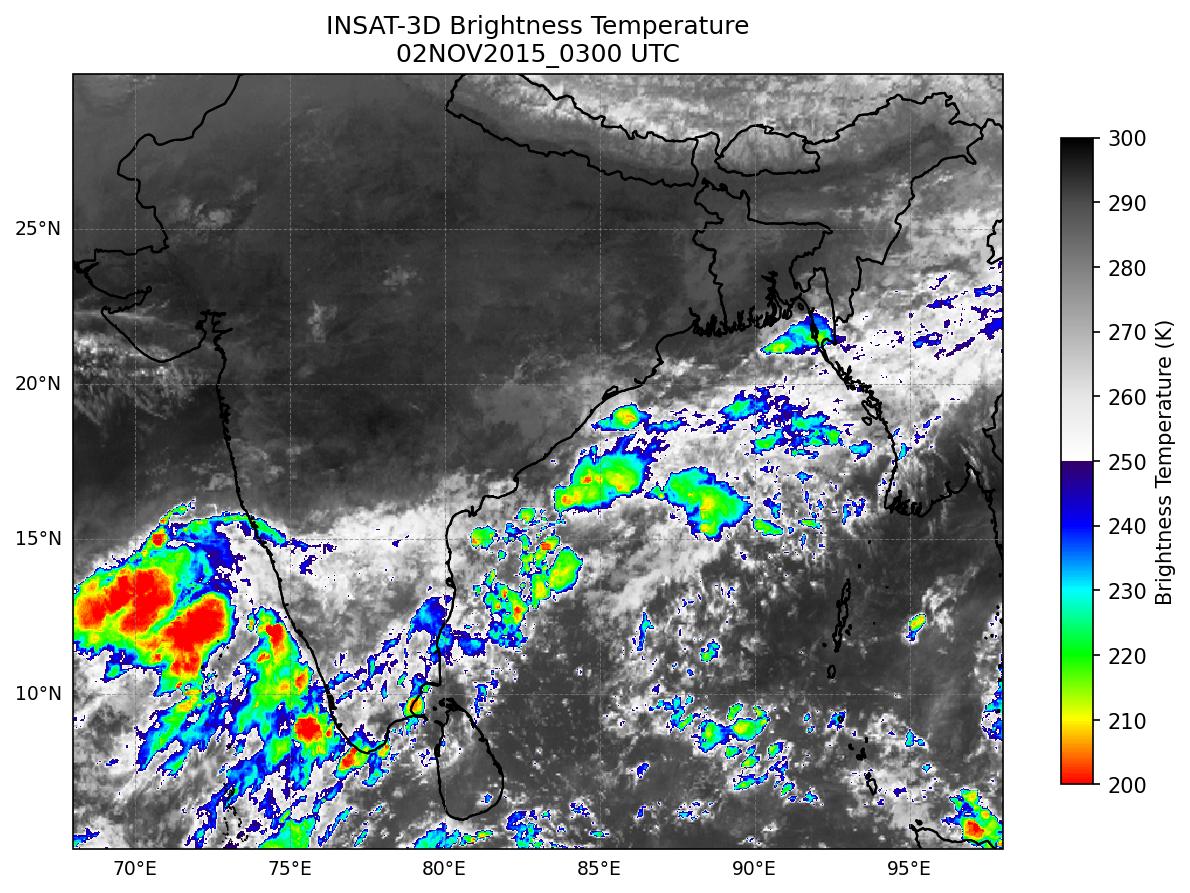 INSAT-3D Brightness Temperature
02NOV2015_0300 UTC
25°N
20°N
15°N
10°N
70°E
75°E
80°E
85°E
90°E
95°E
300
290
280
270
260
250
240
230
220
210
200
Brightness Temperature (K)